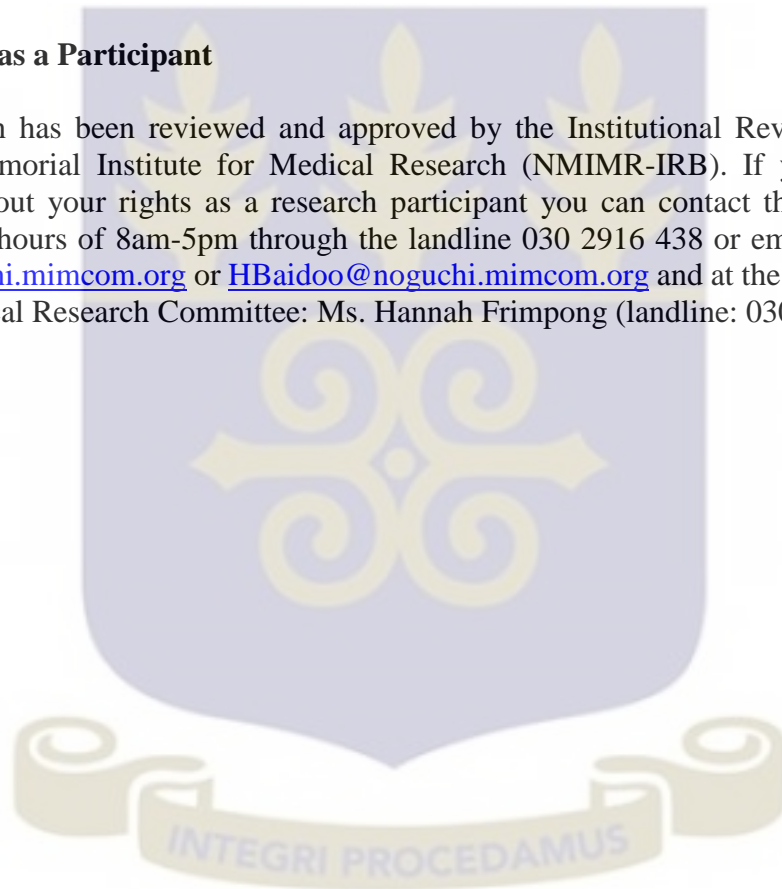 as a Participant
n has been reviewed and approved by the Institutional Rev
morial Institute for Medical Research (NMIMR-IRB). If y
out your rights as a research participant you can contact th
hours of 8am-5pm through the landline 030 2916 438 or em
hi.mimcom.org or HBaidoo@noguchi.mimcom.org and at the
al Research Committee: Ms. Hannah Frimpong (landline: 030
INTEGRI PROCEDAMUS